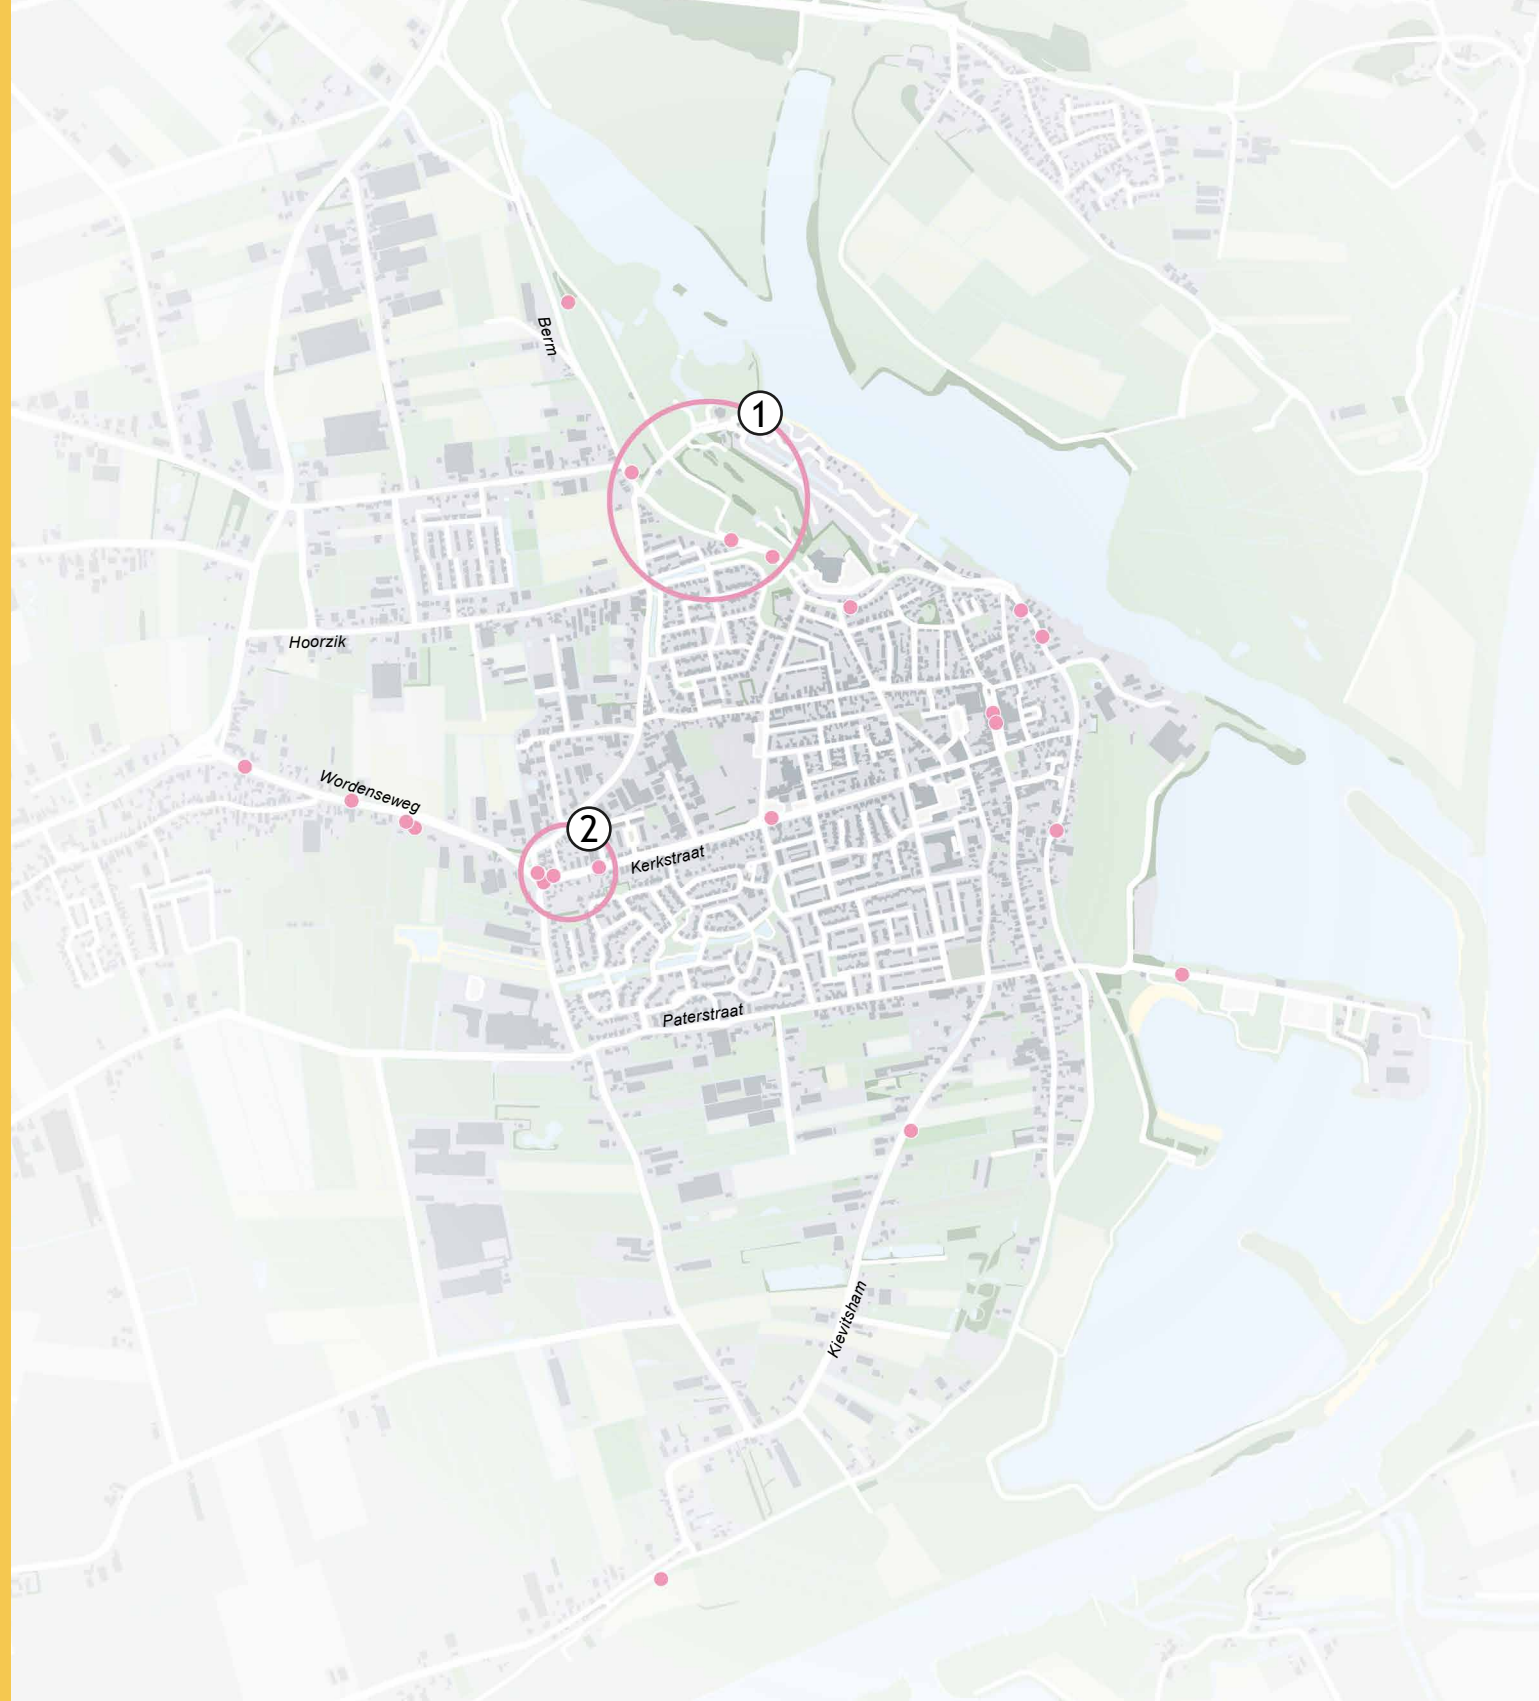 Berm
1
Hoorzik
Wordenseweg
2
Kerkstraat
Paterstraat
Kievitsham